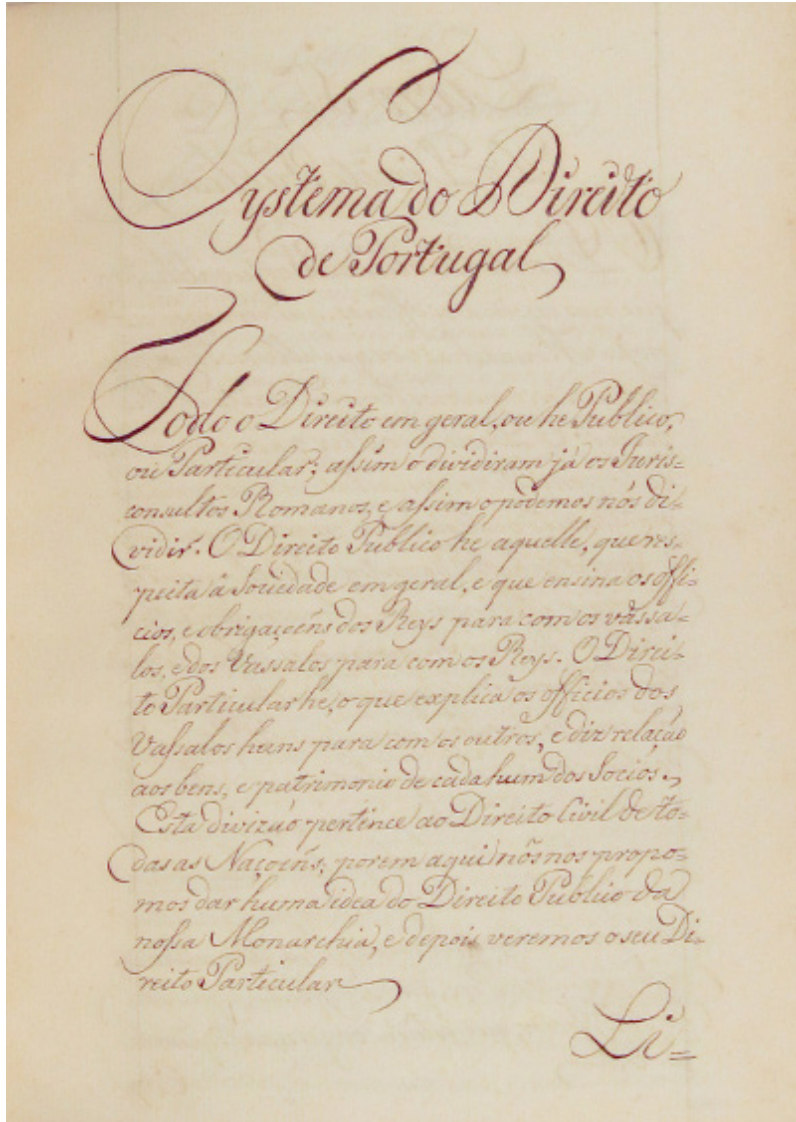 Systema do Direito
de Portugal
Todo o Direito em geral, ou he Publico,
ou Particular; assim o dividiram já os Juris=
consultos Romanos, e assim o podemos nós di=
vidir. O Direito Publico he aquelle, que res=
peita á Sociedade em geral, e que ensina os offi=
cios, e obrigaçoéns dos Reys para com os vassa=
los, e dos Vassalos para com os Reys. O Direi=
to Particular he, o que explica os officios dos
Vassalos huns para com os outros, e diz relação
aos bens, e patrimonio de cada hum dos Socios.
Esta divizão pertence ao Direito Civil de to=
das as Naçoéns; porem aqui nós nos propo=
mos dar huma idea do Direito Publico da
nossa Monarchia, e depois veremos o seu Di=
reito Particular
Li=